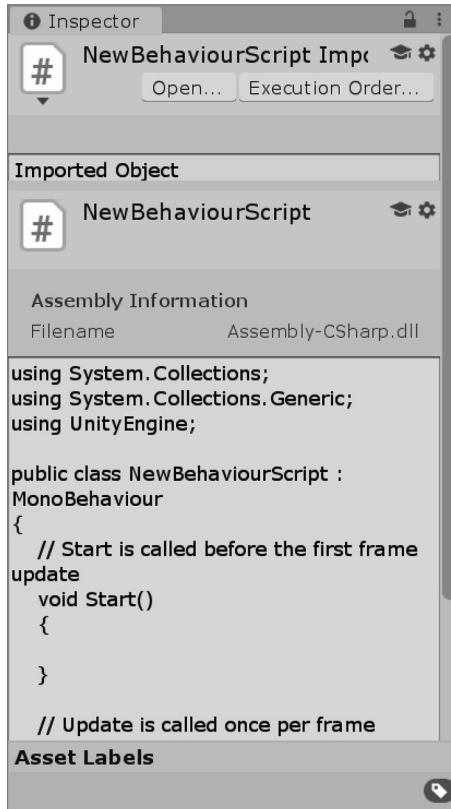 Inspector
NewBehaviourScript Impo
Open... Execution Order...
Imported Object
NewBehaviourScript
Assembly Information
Filename Assembly-CSharp.dll
using System.Collections;
using System.Collections.Generic;
using UnityEngine;
public class NewBehaviourScript :
MonoBehaviour
{
// Start is called before the first frame
update
void Start()
{
}
// Update is called once per frame
Asset Labels